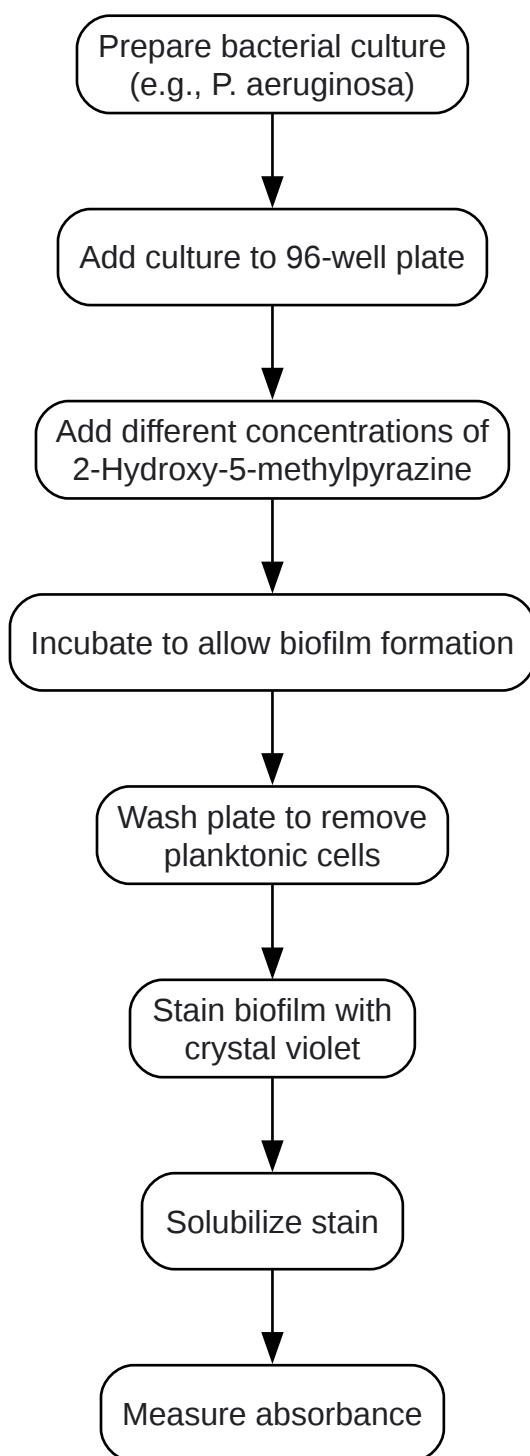 Prepare bacterial culture
(e.g., P. aeruginosa)
Add culture to 96-well plate
Add different concentrations of
2-Hydroxy-5-methylpyrazine
Incubate to allow biofilm formation
Wash plate to remove
planktonic cells
Stain biofilm with
crystal violet
Solubilize stain
Measure absorbance